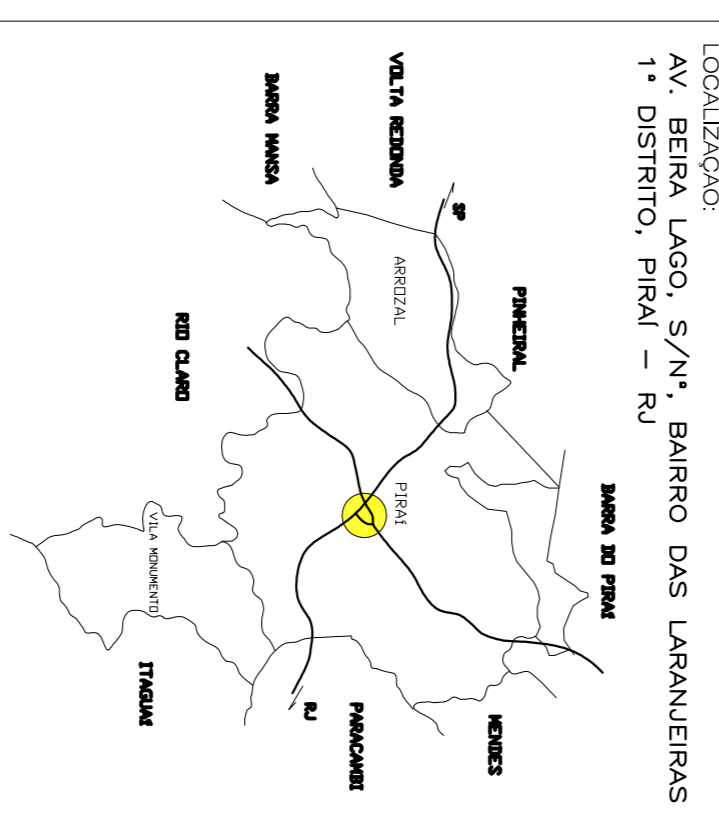 LOCALIZAÇAO:
AV. BEIRA LAGO, S/Nº, BAIRRO DAS LARANJEIRAS
1º DISTRITO, PIRAÍ – RJ
BARRA DO PIRAÍ
PINHEIRAL
MENDES
SP
VOLTA REDONDA
ARROZAL
PIRAÍ
PARACAMBI
RJ
BARRA MANSA
RIO CLARO
VILA MONUMENTO
ITAGUAÍ